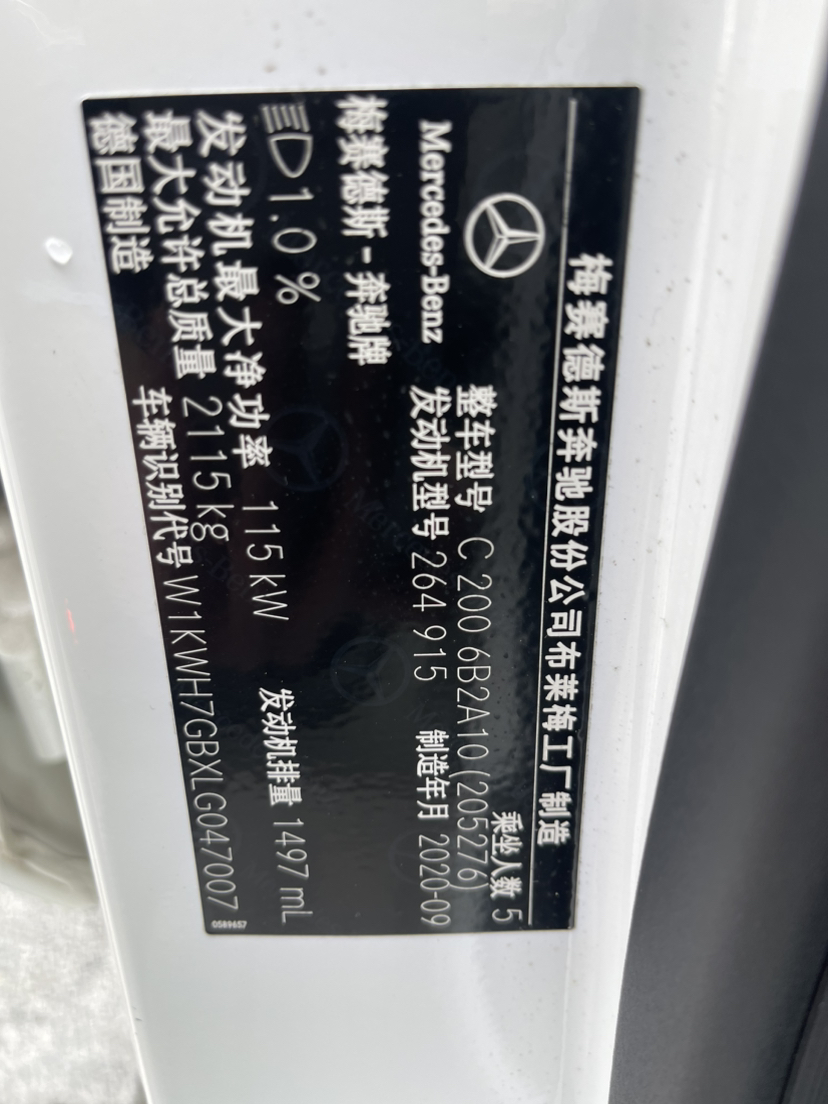 梅赛德斯奔驰股份公司布莱梅工厂制造
乘坐人数 5
整车型号 C 200 6B2A10(205276)
Mercedes-Benz
发动机型号 264 915
制造年月 2020-09
梅赛德斯-奔驰牌
1.0 %
发动机排量 1497 mL
发动机最大净功率 115 kW
最大允许总质量 2115 kg
德国制造
车辆识别代号 W1KWH7GBXLG047007
0589657